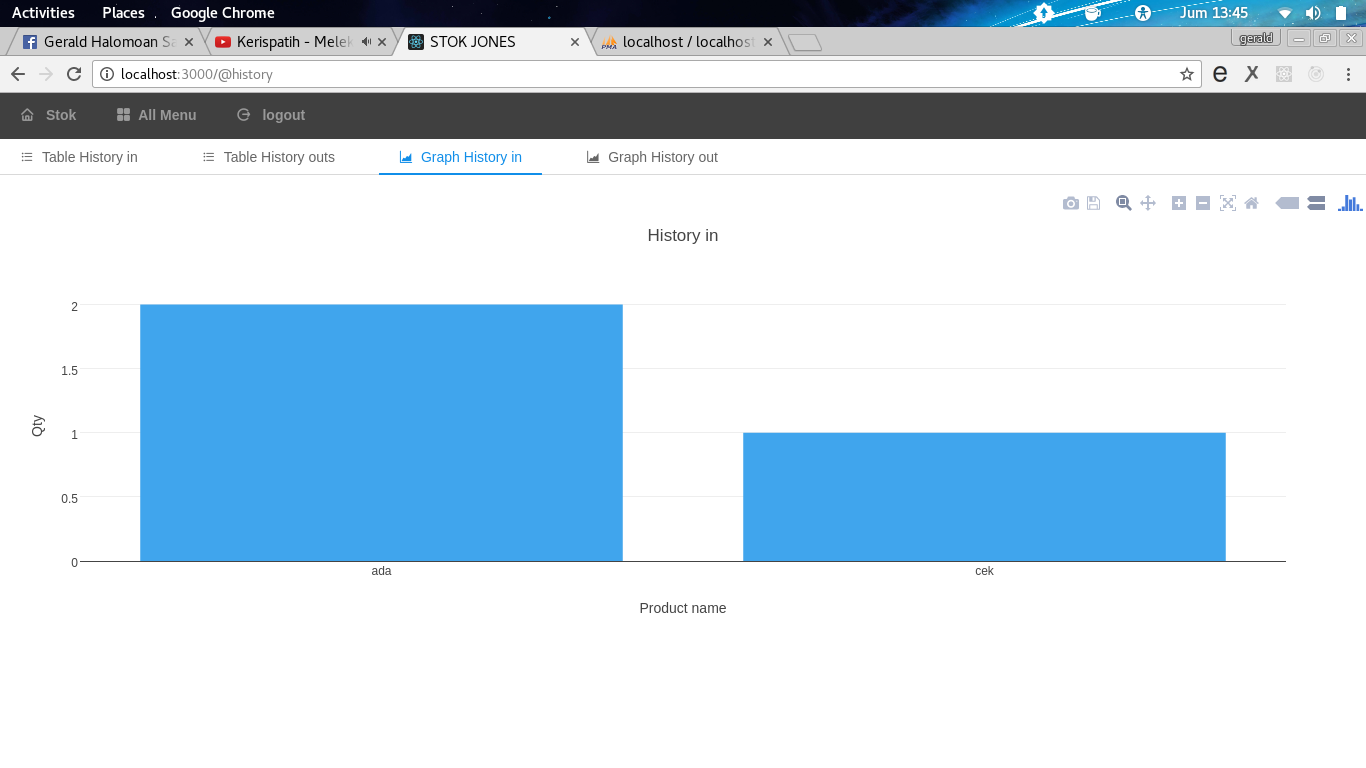 Activities Places Google Chrome Jum 13:45
Gerald Halomoan Sa Kerispatih - Melek STOK JONES PMA localhost / localhost gerald
localhost:3000/@history e X
Stok All Menu logout
Table History in Table History outs Graph History in Graph History out
History in
2
1.5
1
0.5
0
Qty
ada cek
Product name